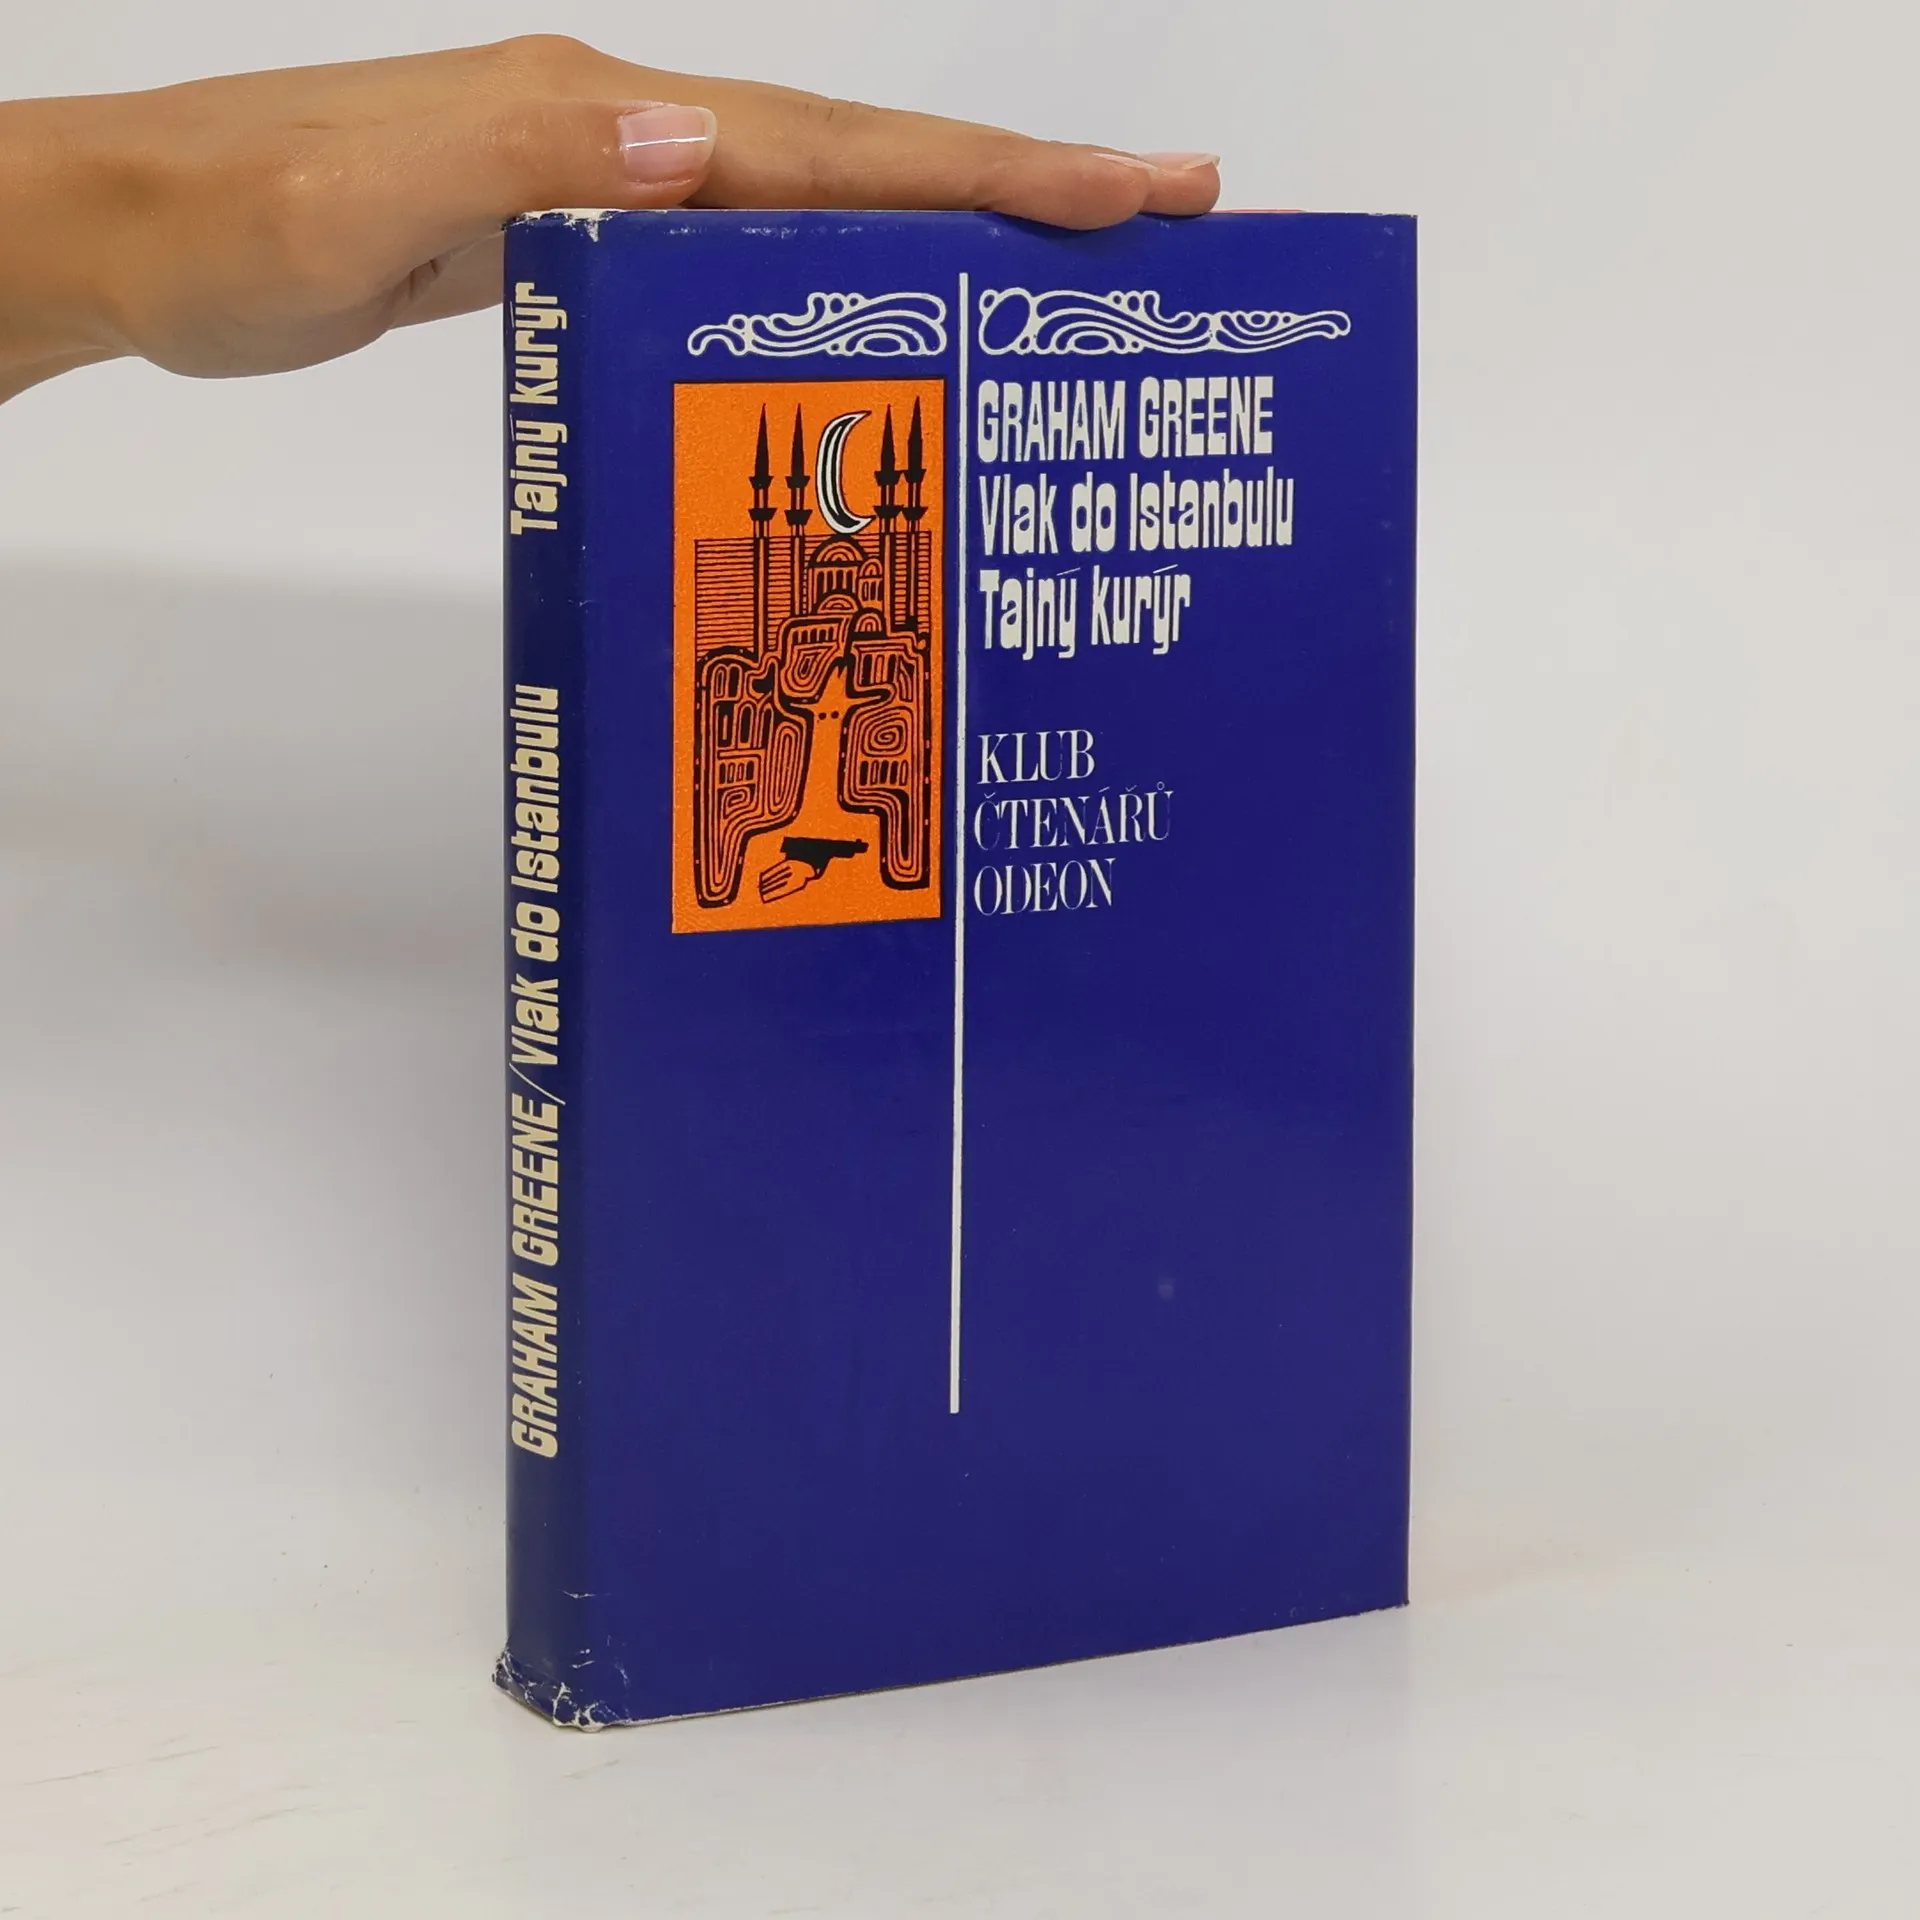 GRAHAM GREENE/Vlak do Istanbulu Tajný kurýr
GRAHAM GREENE
Vlak do Istanbulu
Tajný kurýr
KLUB
ČTENÁŘŮ
ODEON